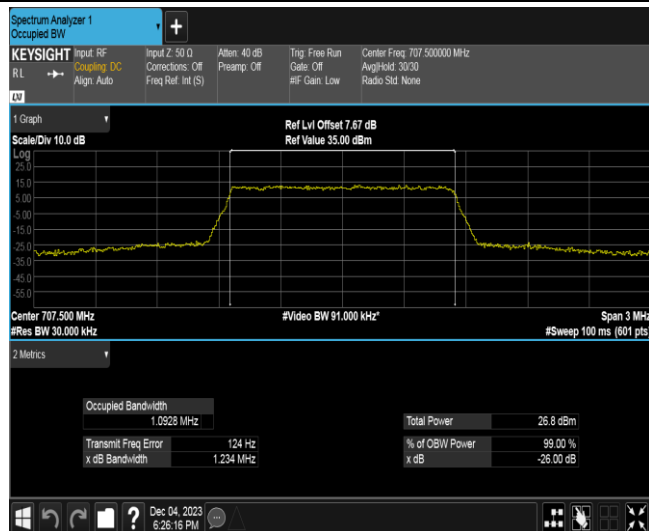 Spectrum Analyzer 1
Occupied BW
+
KEYSIGHT
RL
Input: RF
Coupling: DC
Align: Auto
Input Z: 50 Ω
Corrections: Off
Freq Ref: Int (S)
Atten: 40 dB
Preamp: Off
Trig: Free Run
Gate: Off
#IF Gain: Low
Center Freq: 707.500000 MHz
Avg|Hold: 30/30
Radio Std: None
1 Graph
Scale/Div 10.0 dB
Ref Lvl Offset 7.67 dB
Ref Value 35.00 dBm
Log
25.0
15.0
5.00
-5.00
-15.0
-25.0
-35.0
-45.0
-55.0
Center 707.500 MHz
#Video BW 91.000 kHz*
Span 3 MHz
#Res BW 30.000 kHz
#Sweep 100 ms (601 pts)
2 Metrics
Occupied Bandwidth
1.0928 MHz
Total Power 26.8 dBm
Transmit Freq Error 124 Hz
% of OBW Power 99.00 %
x dB Bandwidth 1.234 MHz
x dB -26.00 dB
?
Dec 04, 2023
6:26:16 PM